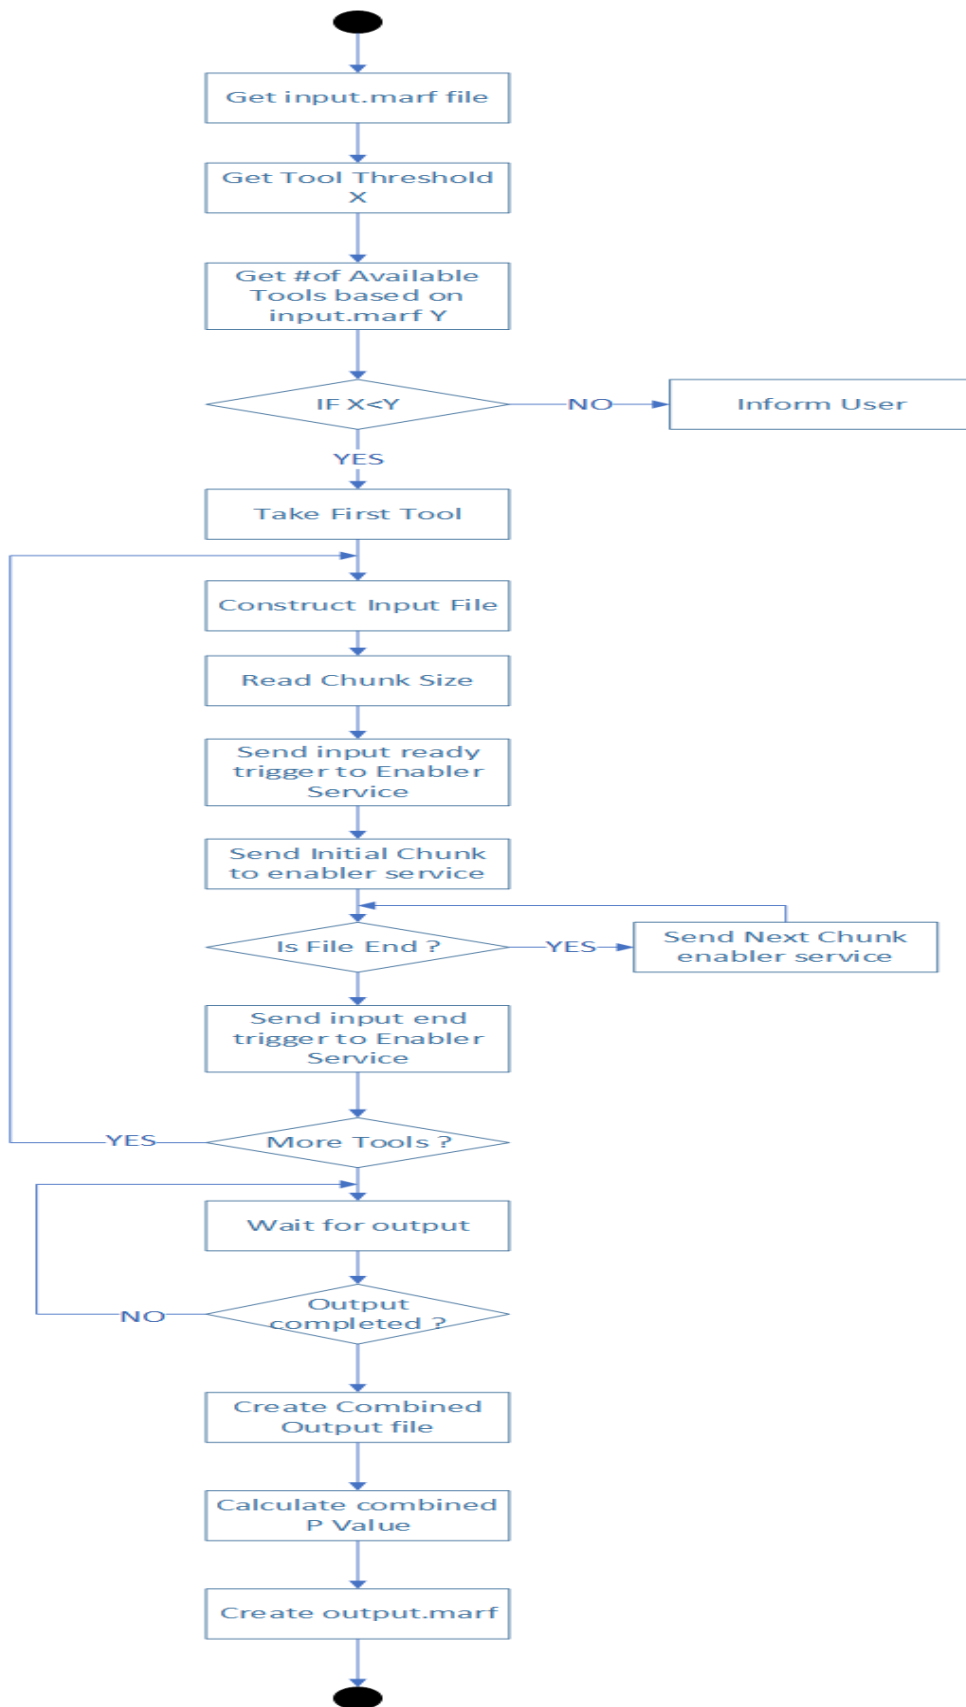 Get input.marf file
Get Tool Threshold
X
Get #of Available
Tools based on
input.marf Y
IF X<Y
NO
Inform User
YES
Take First Tool
Construct Input File
Read Chunk Size
Send input ready
trigger to Enabler
Service
Send Initial Chunk
to enabler service
Is File End ?
YES
Send Next Chunk
enabler service
Send input end
trigger to Enabler
Service
More Tools ?
YES
Wait for output
Output
completed ?
NO
Create Combined
Output file
Calculate combined
P Value
Create output.marf